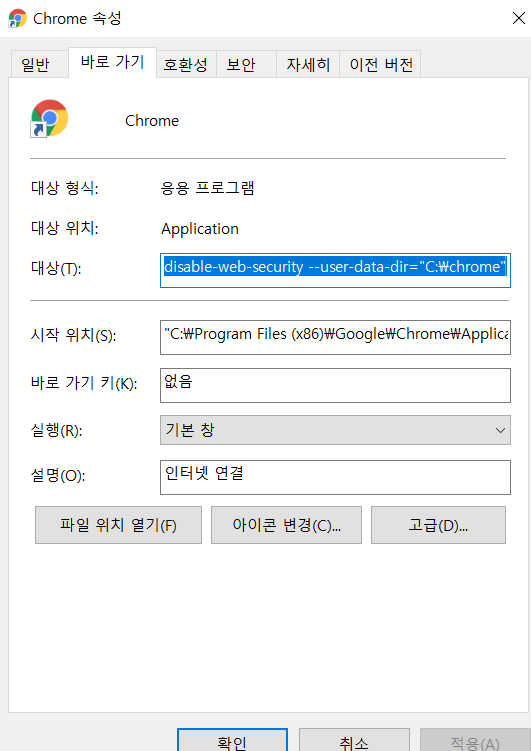 Chrome 속성
일반 바로 가기 호환성 보안 자세히 이전 버전
Chrome
대상 형식: 응용 프로그램
대상 위치: Application
대상(T): disable-web-security --user-data-dir="C:₩chrome"
시작 위치(S): "C:₩Program Files (x86)₩Google₩Chrome₩Applica
바로 가기 키(K): 없음
실행(R): 기본 창
설명(O): 인터넷 연결
파일 위치 열기(F) 아이콘 변경(C)... 고급(D)...
확인 취소 적용(A)